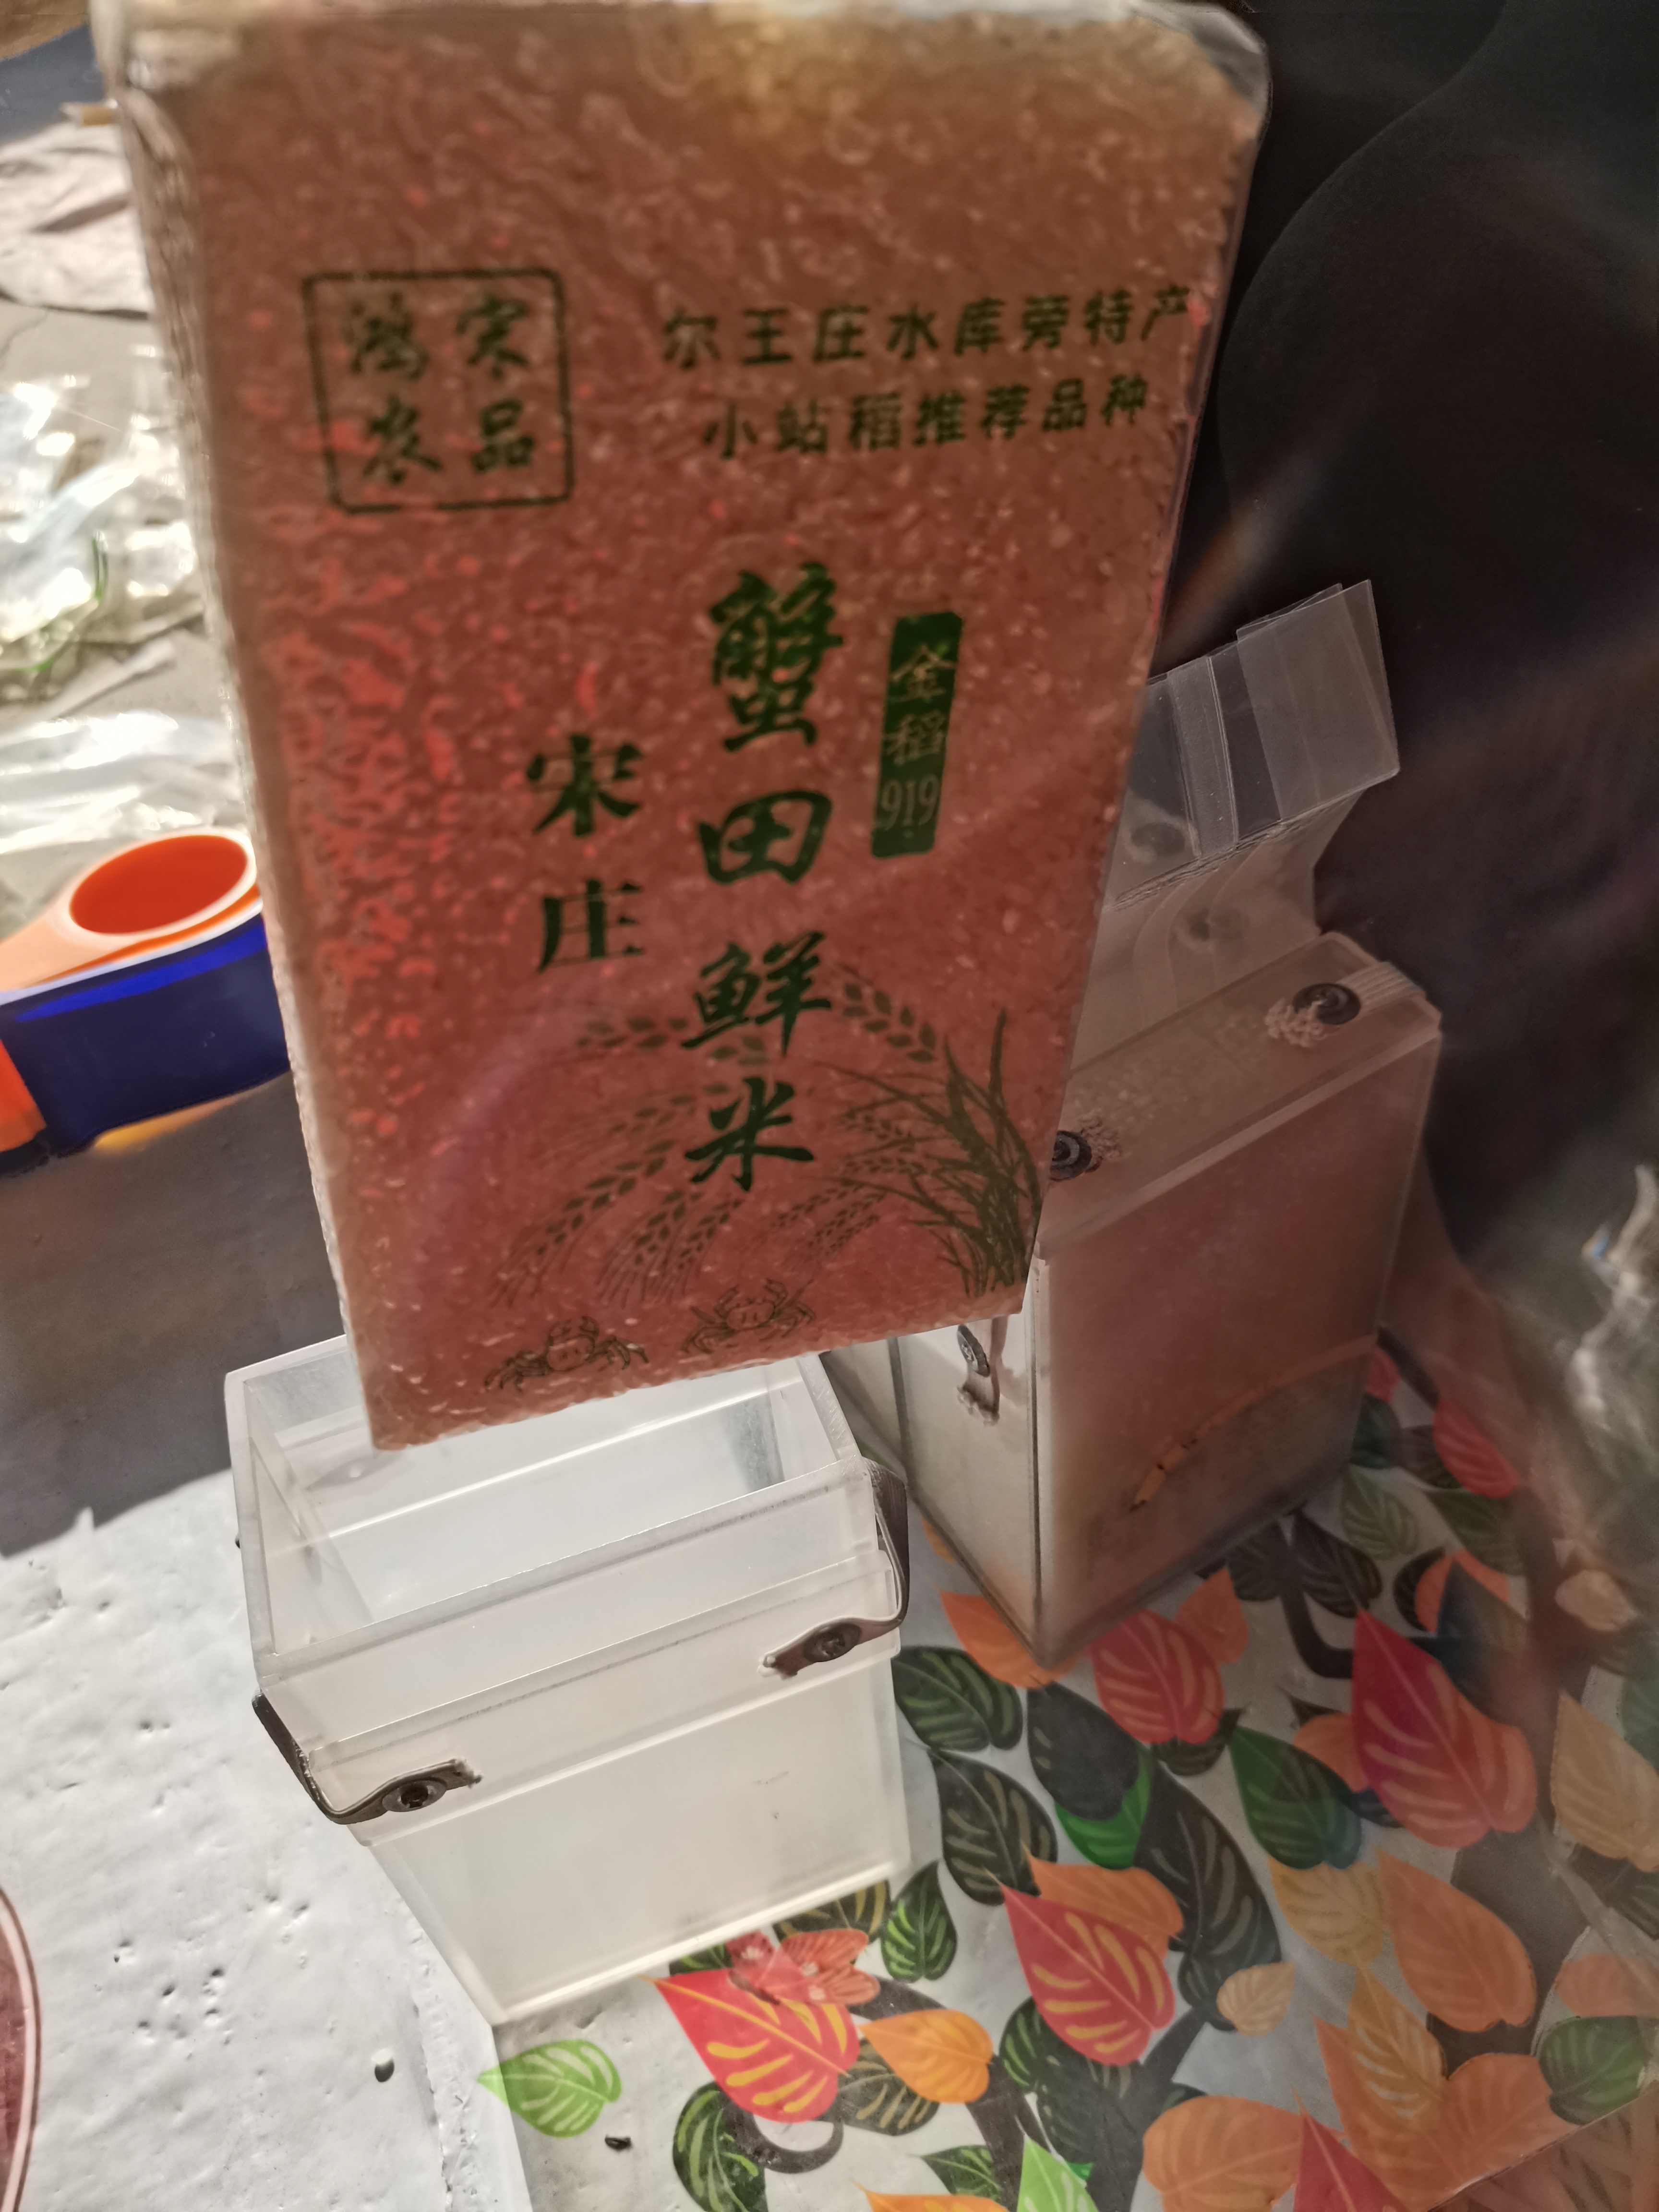 鸿宋
农品
尔王庄水库旁特产
小站稻推荐品种
金稻919
蟹田鲜米
宋庄